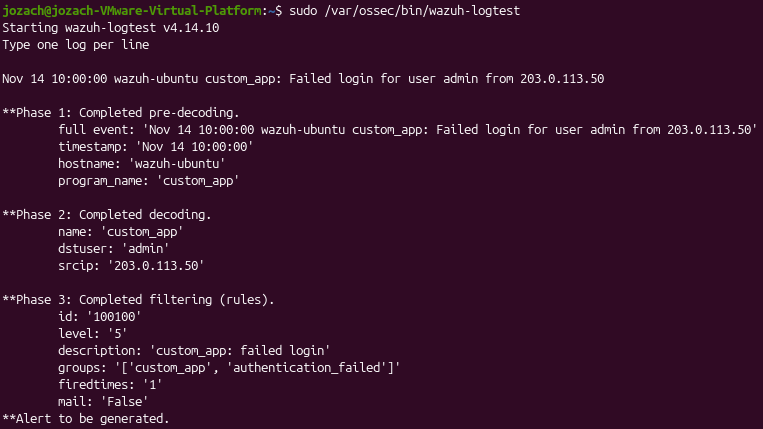 jozach@jozach-VMware-Virtual-Platform:~$ sudo /var/ossec/bin/wazuh-logtest
Starting wazuh-logtest v4.14.10
Type one log per line
Nov 14 10:00:00 wazuh-ubuntu custom_app: Failed login for user admin from 203.0.113.50
**Phase 1: Completed pre-decoding.
full event: 'Nov 14 10:00:00 wazuh-ubuntu custom_app: Failed login for user admin from 203.0.113.50'
timestamp: 'Nov 14 10:00:00'
hostname: 'wazuh-ubuntu'
program_name: 'custom_app'
**Phase 2: Completed decoding.
name: 'custom_app'
dstuser: 'admin'
srcip: '203.0.113.50'
**Phase 3: Completed filtering (rules).
id: '100100'
level: '5'
description: 'custom_app: failed login'
groups: '['custom_app', 'authentication_failed']'
firedtimes: '1'
mail: 'False'
**Alert to be generated.